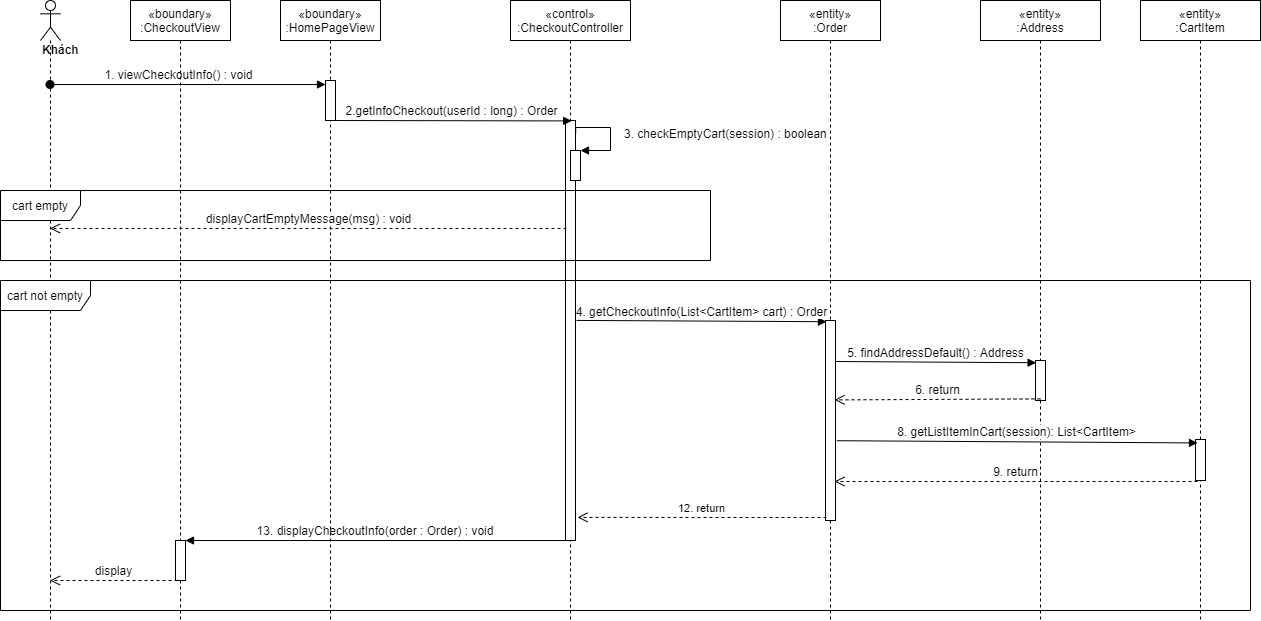 «boundary»
:CheckoutView
«boundary»
:HomePageView
«control»
:CheckoutController
«entity»
:Order
«entity»
:Address
«entity»
:CartItem
Khách
1. viewCheckoutInfo() : void
2.getInfoCheckout(userId : long) : Order
3. checkEmptyCart(session) : boolean
cart empty
displayCartEmptyMessage(msg) : void
cart not empty
4. getCheckoutInfo(List<CartItem> cart) : Order
5. findAddressDefault() : Address
6. return
8. getListItemInCart(session): List<CartItem>
9. return
12. return
13. displayCheckoutInfo(order : Order) : void
display